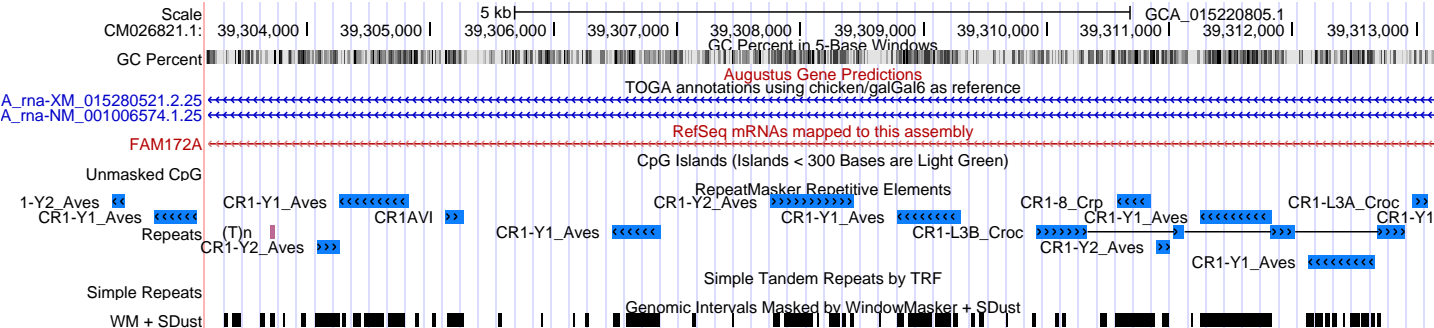 Scale 5 kb GCA_015220805.1
CM026821.1: 39,304,000 39,305,000 39,306,000 39,307,000 39,308,000 39,309,000 39,310,000 39,311,000 39,312,000 39,313,000
GC Percent in 5-Base Windows
GC Percent
Augustus Gene Predictions
TOGA annotations using chicken/galGal6 as reference
A_rna-XM_015280521.2.25
A_rna-NM_001006574.1.25
RefSeq mRNAs mapped to this assembly
FAM172A
CpG Islands (Islands < 300 Bases are Light Green)
Unmasked CpG
RepeatMasker Repetitive Elements
1-Y2_Aves CR1-Y1_Aves CR1-Y2_Aves CR1-8_Crp CR1-L3A_Croc
CR1-Y1_Aves CR1AVI CR1-Y1_Aves CR1-Y1_Aves CR1-Y1
Repeats (T)n CR1-Y1_Aves CR1-L3B_Croc
CR1-Y2_Aves CR1-Y2_Aves
CR1-Y1_Aves
Simple Tandem Repeats by TRF
Simple Repeats
Genomic Intervals Masked by WindowMasker + SDust
WM + SDust